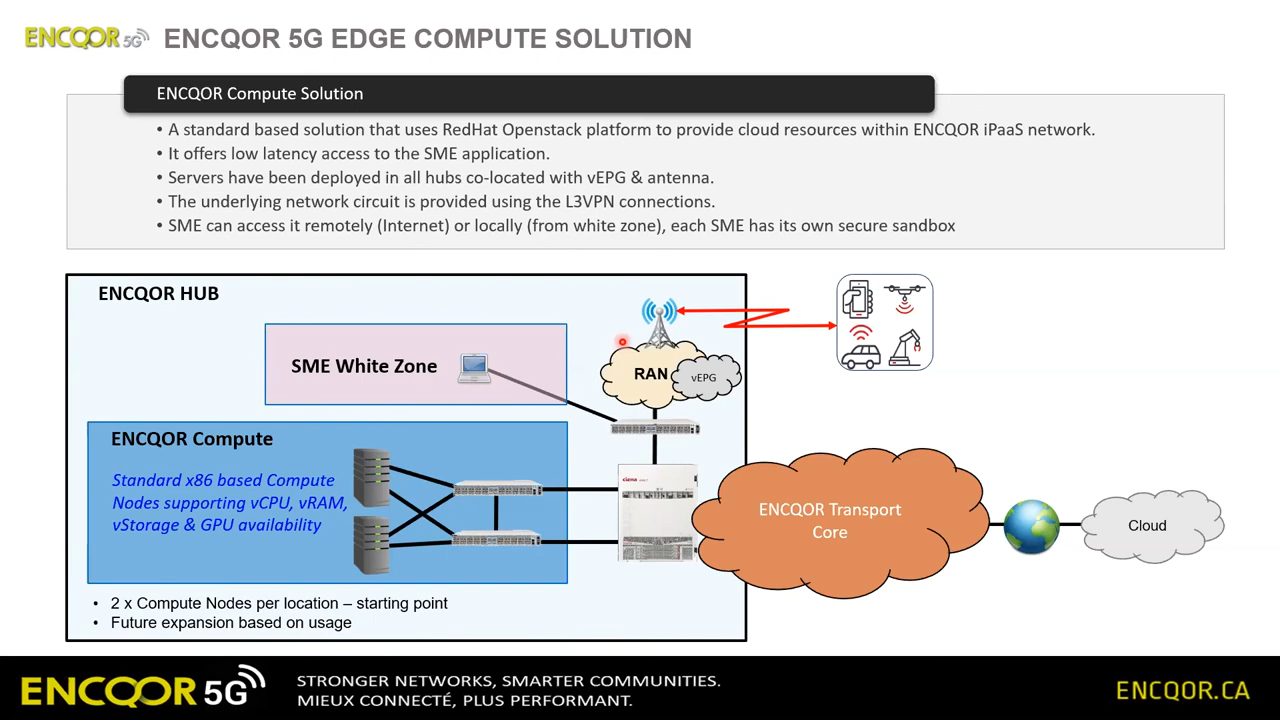 ENCQOR 5G ENCQOR 5G EDGE COMPUTE SOLUTION
ENCQOR Compute Solution
• A standard based solution that uses RedHat Openstack platform to provide cloud resources within ENCQOR iPaaS network.
• It offers low latency access to the SME application.
• Servers have been deployed in all hubs co-located with vEPG & antenna.
• The underlying network circuit is provided using the L3VPN connections.
• SME can access it remotely (Internet) or locally (from white zone), each SME has its own secure sandbox
ENCQOR HUB
SME White Zone
RAN
vEPG
ENCQOR Compute
Standard x86 based Compute
Nodes supporting vCPU, vRAM,
vStorage & GPU availability
ciena
ENCQOR Transport
Core
Cloud
• 2 x Compute Nodes per location – starting point
• Future expansion based on usage
ENCQOR 5G
STRONGER NETWORKS, SMARTER COMMUNITIES.
MIEUX CONNECTÉ, PLUS PERFORMANT.
ENCQOR.CA